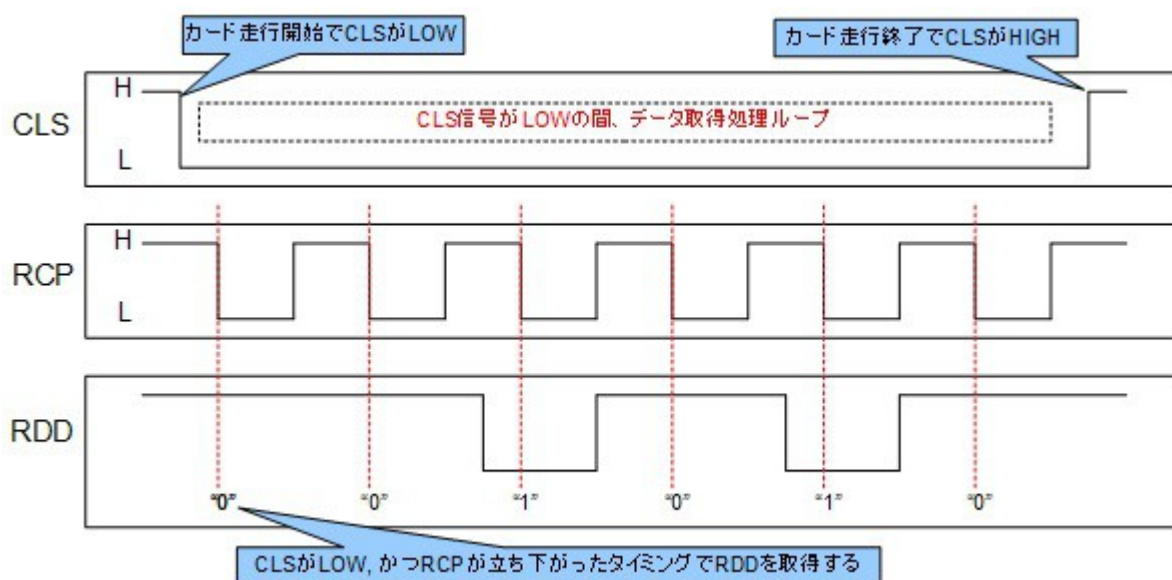 カード走行開始でCLSがLOW
カード走行終了でCLSがHIGH
CLS
H
CLS信号がLOWの間、データ取得処理ループ
L
RCP
H
L
RDD
“0” “0” “1” “0” “1” “0”
CLSがLOW, かつRCPが立ち下がったタイミングでRDDを取得する